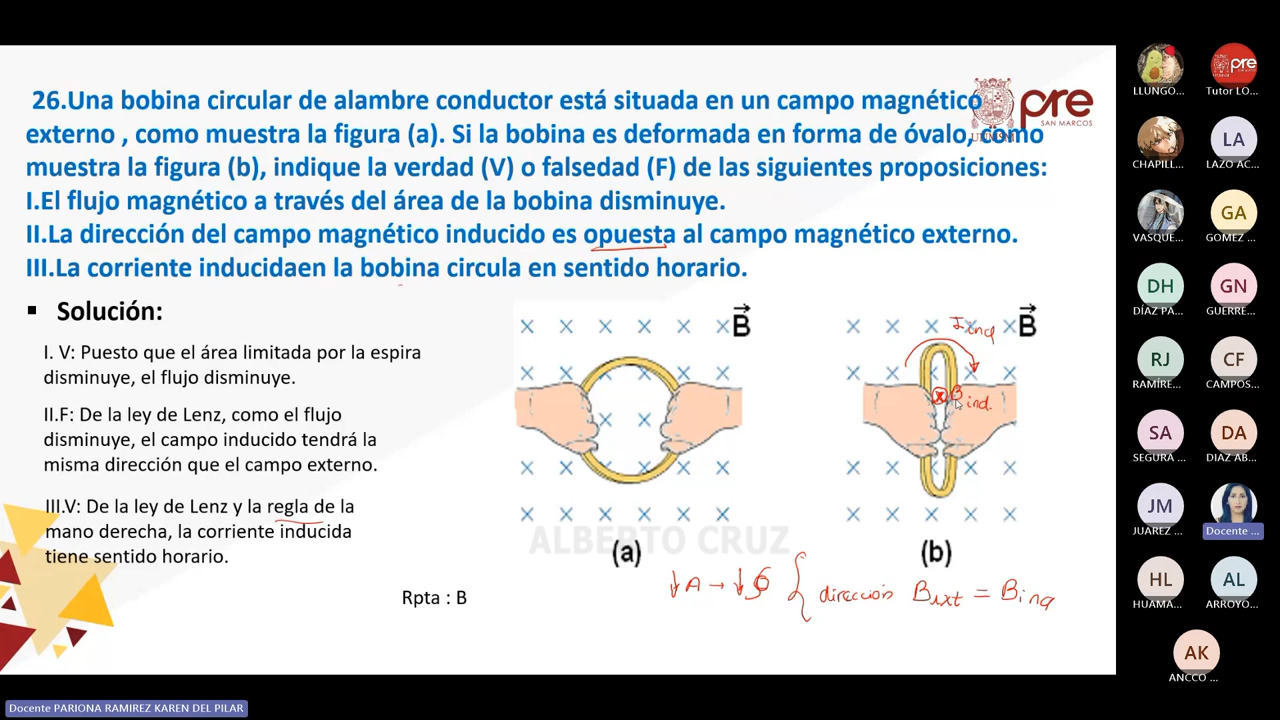 26.Una bobina circular de alambre conductor está situada en un campo magnético
externo , como muestra la figura (a). Si la bobina es deformada en forma de óvalo, como
muestra la figura (b), indique la verdad (V) o falsedad (F) de las siguientes proposiciones:
I.El flujo magnético a través del área de la bobina disminuye.
II.La dirección del campo magnético inducido es opuesta al campo magnético externo.
III.La corriente inducidaen la bobina circula en sentido horario.
pre
SAN MARCOS
▪ Solución:
I. V: Puesto que el área limitada por la espira
disminuye, el flujo disminuye.
II.F: De la ley de Lenz, como el flujo
disminuye, el campo inducido tendrá la
misma dirección que el campo externo.
III.V: De la ley de Lenz y la regla de la
mano derecha, la corriente inducida
tiene sentido horario.
Rpta : B
B
(a)
I ind
B
B ind.
(b)
ALBERTO CRUZ
↓A → ↓ϕ { dirección Bext = Bind
LLUNGO...
pre
Tutor LO...
CHAPILL...
LA
LAZO AC...
VASQUE...
GA
GOMEZ ...
DH
DÍAZ PA...
GN
GUERRE...
RJ
RAMÍRE...
CF
CAMPOS...
SA
SEGURA ...
DA
DIAZ AB...
JM
JUAREZ ...
Docente ...
HL
HUAMA...
AL
ARROYO...
AK
ANCCO ...
Docente PARIONA RAMIREZ KAREN DEL PILAR